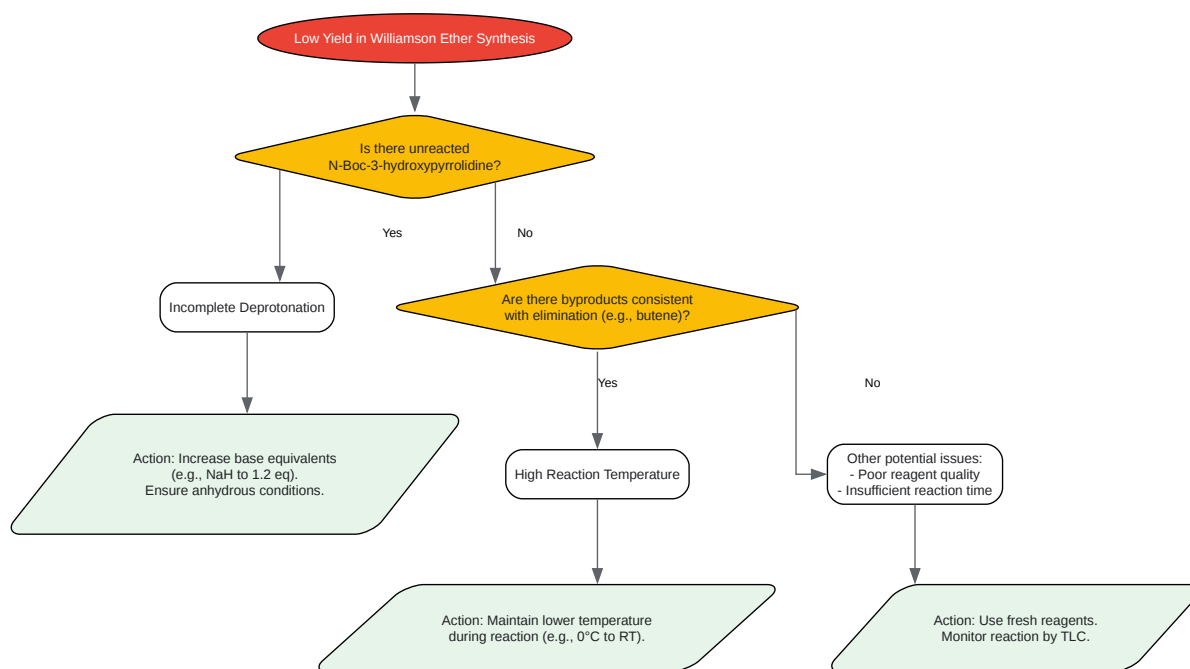 Low Yield in Williamson Ether Synthesis
Is there unreacted
N-Boc-3-hydroxypyrrolidine?
Yes
No
Incomplete Deprotonation
Are there byproducts consistent
with elimination (e.g., butene)?
Yes
No
Action: Increase base equivalents
(e.g., NaH to 1.2 eq).
Ensure anhydrous conditions.
High Reaction Temperature
Other potential issues:
- Poor reagent quality
- Insufficient reaction time
Action: Maintain lower temperature
during reaction (e.g., 0°C to RT).
Action: Use fresh reagents.
Monitor reaction by TLC.